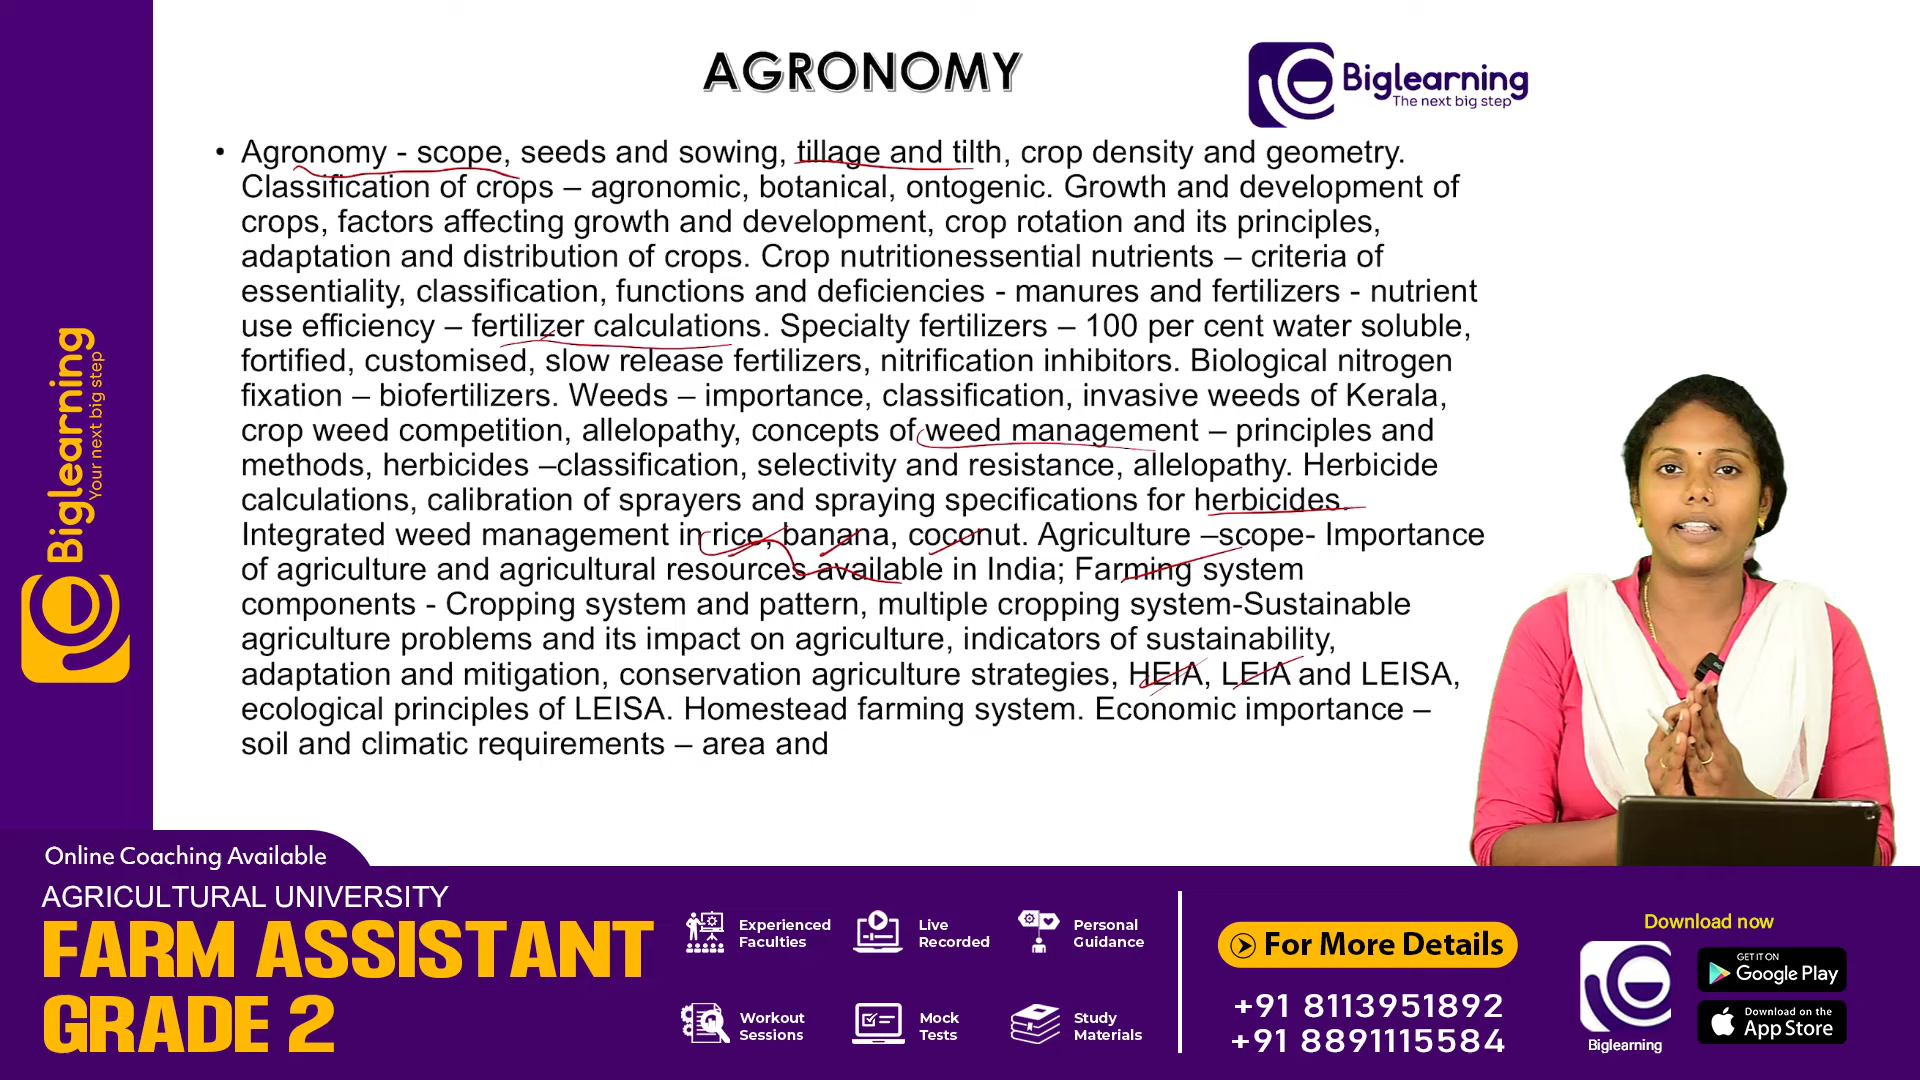 AGRONOMY
Biglearning
The next big step
• Agronomy - scope, seeds and sowing, tillage and tilth, crop density and geometry.
Classification of crops – agronomic, botanical, ontogenic. Growth and development of
crops, factors affecting growth and development, crop rotation and its principles,
adaptation and distribution of crops. Crop nutritionessential nutrients – criteria of
essentiality, classification, functions and deficiencies - manures and fertilizers - nutrient
use efficiency – fertilizer calculations. Specialty fertilizers – 100 per cent water soluble,
fortified, customised, slow release fertilizers, nitrification inhibitors. Biological nitrogen
fixation – biofertilizers. Weeds – importance, classification, invasive weeds of Kerala,
crop weed competition, allelopathy, concepts of weed management – principles and
methods, herbicides –classification, selectivity and resistance, allelopathy. Herbicide
calculations, calibration of sprayers and spraying specifications for herbicides.
Integrated weed management in rice, banana, coconut. Agriculture –scope- Importance
of agriculture and agricultural resources available in India; Farming system
components - Cropping system and pattern, multiple cropping system-Sustainable
agriculture problems and its impact on agriculture, indicators of sustainability,
adaptation and mitigation, conservation agriculture strategies, HEIA, LEIA and LEISA,
ecological principles of LEISA. Homestead farming system. Economic importance –
soil and climatic requirements – area and
Biglearning
Your next big step
Online Coaching Available
AGRICULTURAL UNIVERSITY
FARM ASSISTANT
GRADE 2
Experienced
Faculties
Live
Recorded
Personal
Guidance
Workout
Sessions
Mock
Tests
Study
Materials
For More Details
+91 8113951892
+91 8891115584
Download now
Biglearning
GET IT ON
Google Play
Download on the
App Store